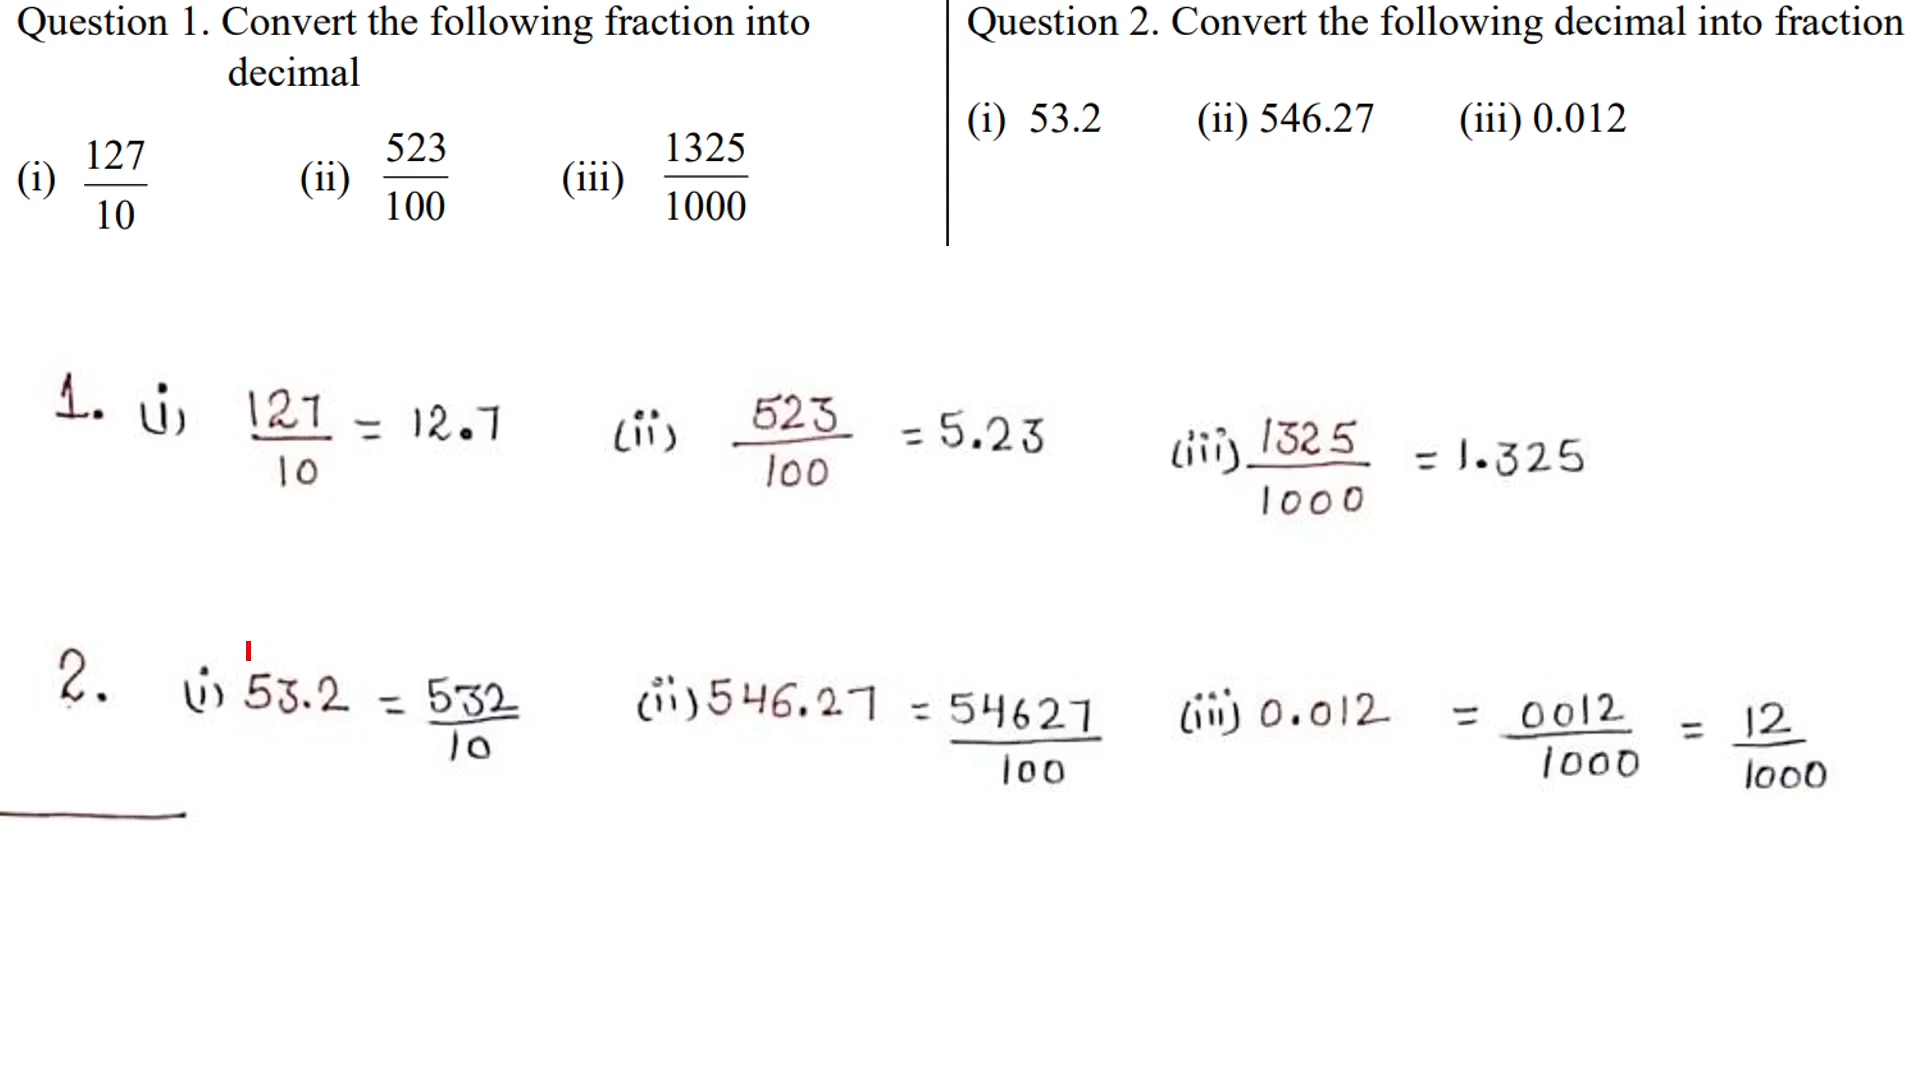 Question 1. Convert the following fraction into
decimal
(i) 127/10 (ii) 523/100 (iii) 1325/1000
Question 2. Convert the following decimal into fraction
(i) 53.2 (ii) 546.27 (iii) 0.012
1. (i) 127/10 = 12.7 (ii) 523/100 = 5.23 (iii) 1325/1000 = 1.325
2. (i) 53.2 = 532/10 (ii) 546.27 = 54627/100 (iii) 0.012 = 0012/1000 = 12/1000